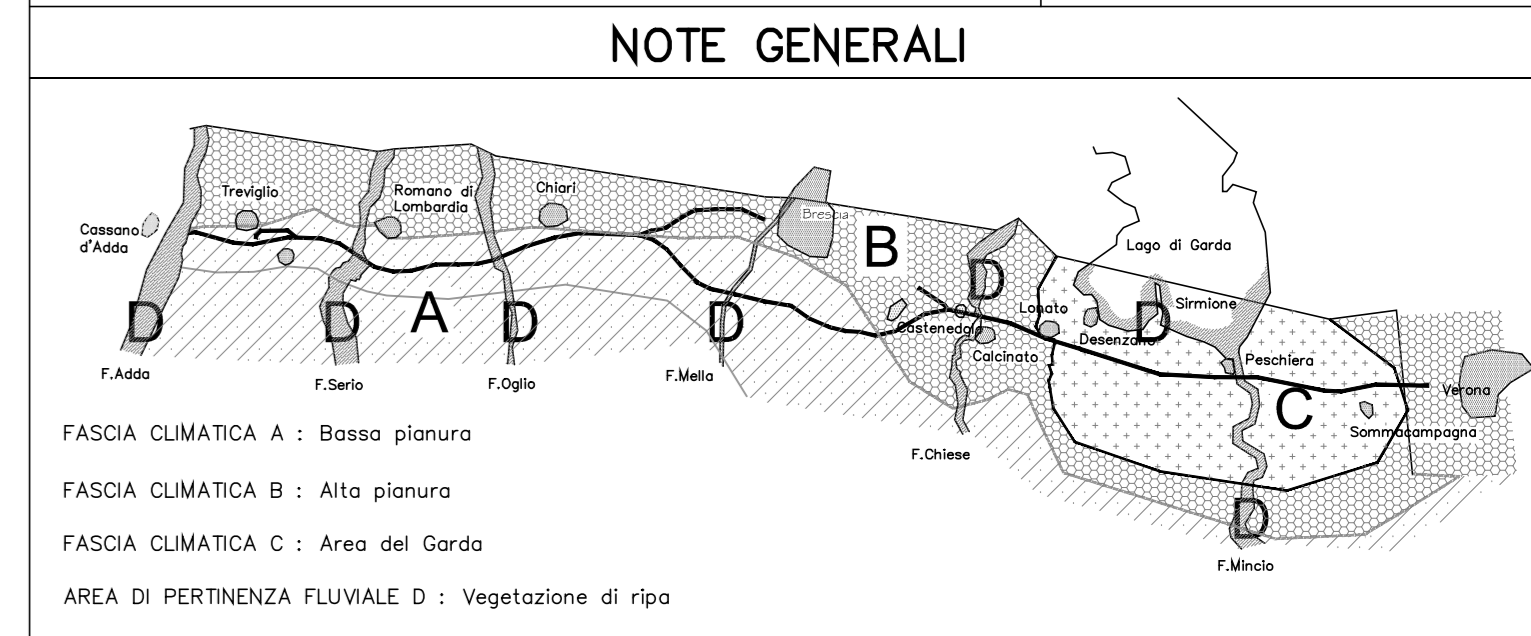 NOTE GENERALI
Treviglio
Romano di
Lombardia
Chiari
Cassano
d'Adda
Brescia
B
Lago di Garda
D
Lonato
Sirmione
D
A
D
D
D
D
D
Casteneddlo
Calcinato
Desenzano
Peschiera
Verona
C
Sommacampagna
F.Adda
F.Serio
F.Oglio
F.Mella
F.Chiese
D
F.Mincio
FASCIA CLIMATICA A : Bassa pianura
FASCIA CLIMATICA B : Alta pianura
FASCIA CLIMATICA C : Area del Garda
AREA DI PERTINENZA FLUVIALE D : Vegetazione di ripa